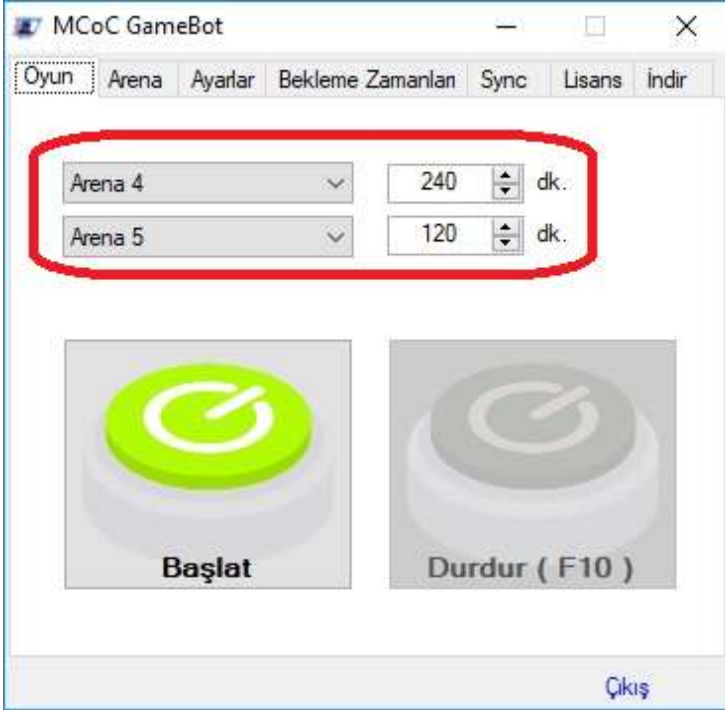 MCoC GameBot
Oyun Arena Ayarlar Bekleme Zamanları Sync Lisans İndir
Arena 4 240 dk.
Arena 5 120 dk.
Başlat Durdur ( F10 )
Çıkış